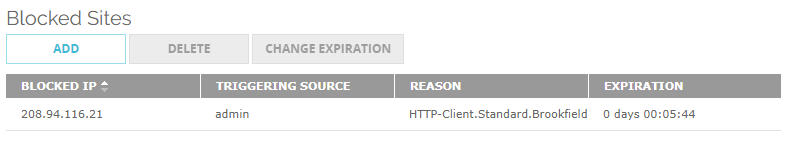 Blocked Sites
ADD DELETE CHANGE EXPIRATION
BLOCKED IP TRIGGERING SOURCE REASON EXPIRATION
208.94.116.21 admin HTTP-Client.Standard.Brookfield 0 days 00:05:44